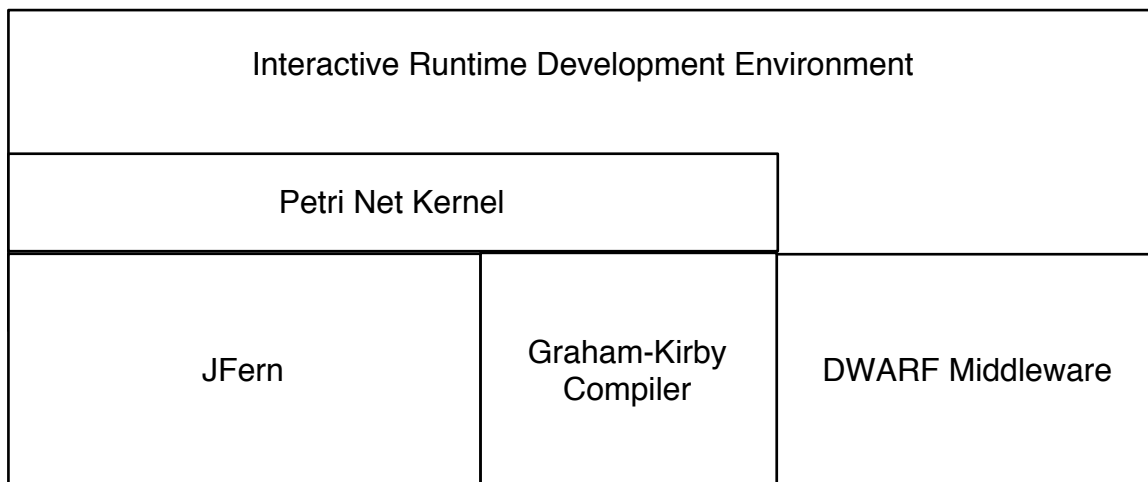 Interactive Runtime Development Environment
Petri Net Kernel
JFern
Graham-Kirby
Compiler
DWARF Middleware